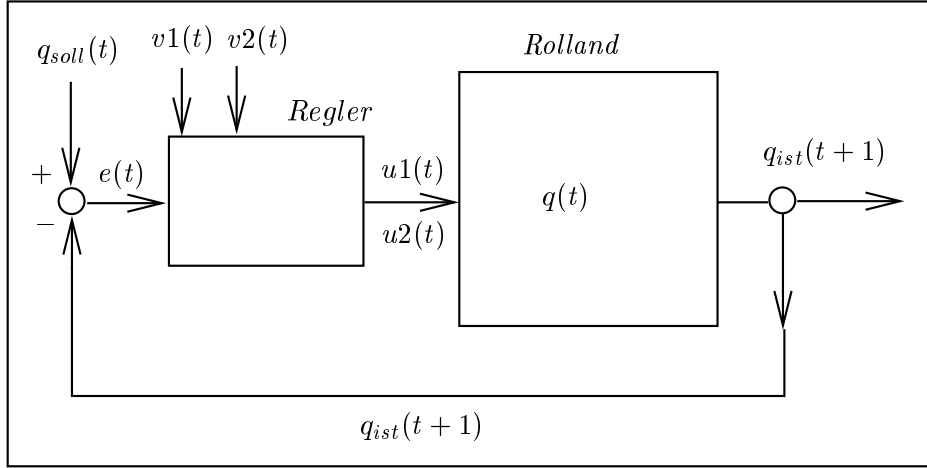 q_soll(t)
v1(t) v2(t)
Rolland
Regler
+
e(t)
−
u1(t)
u2(t)
q(t)
q_ist(t + 1)
q_ist(t + 1)